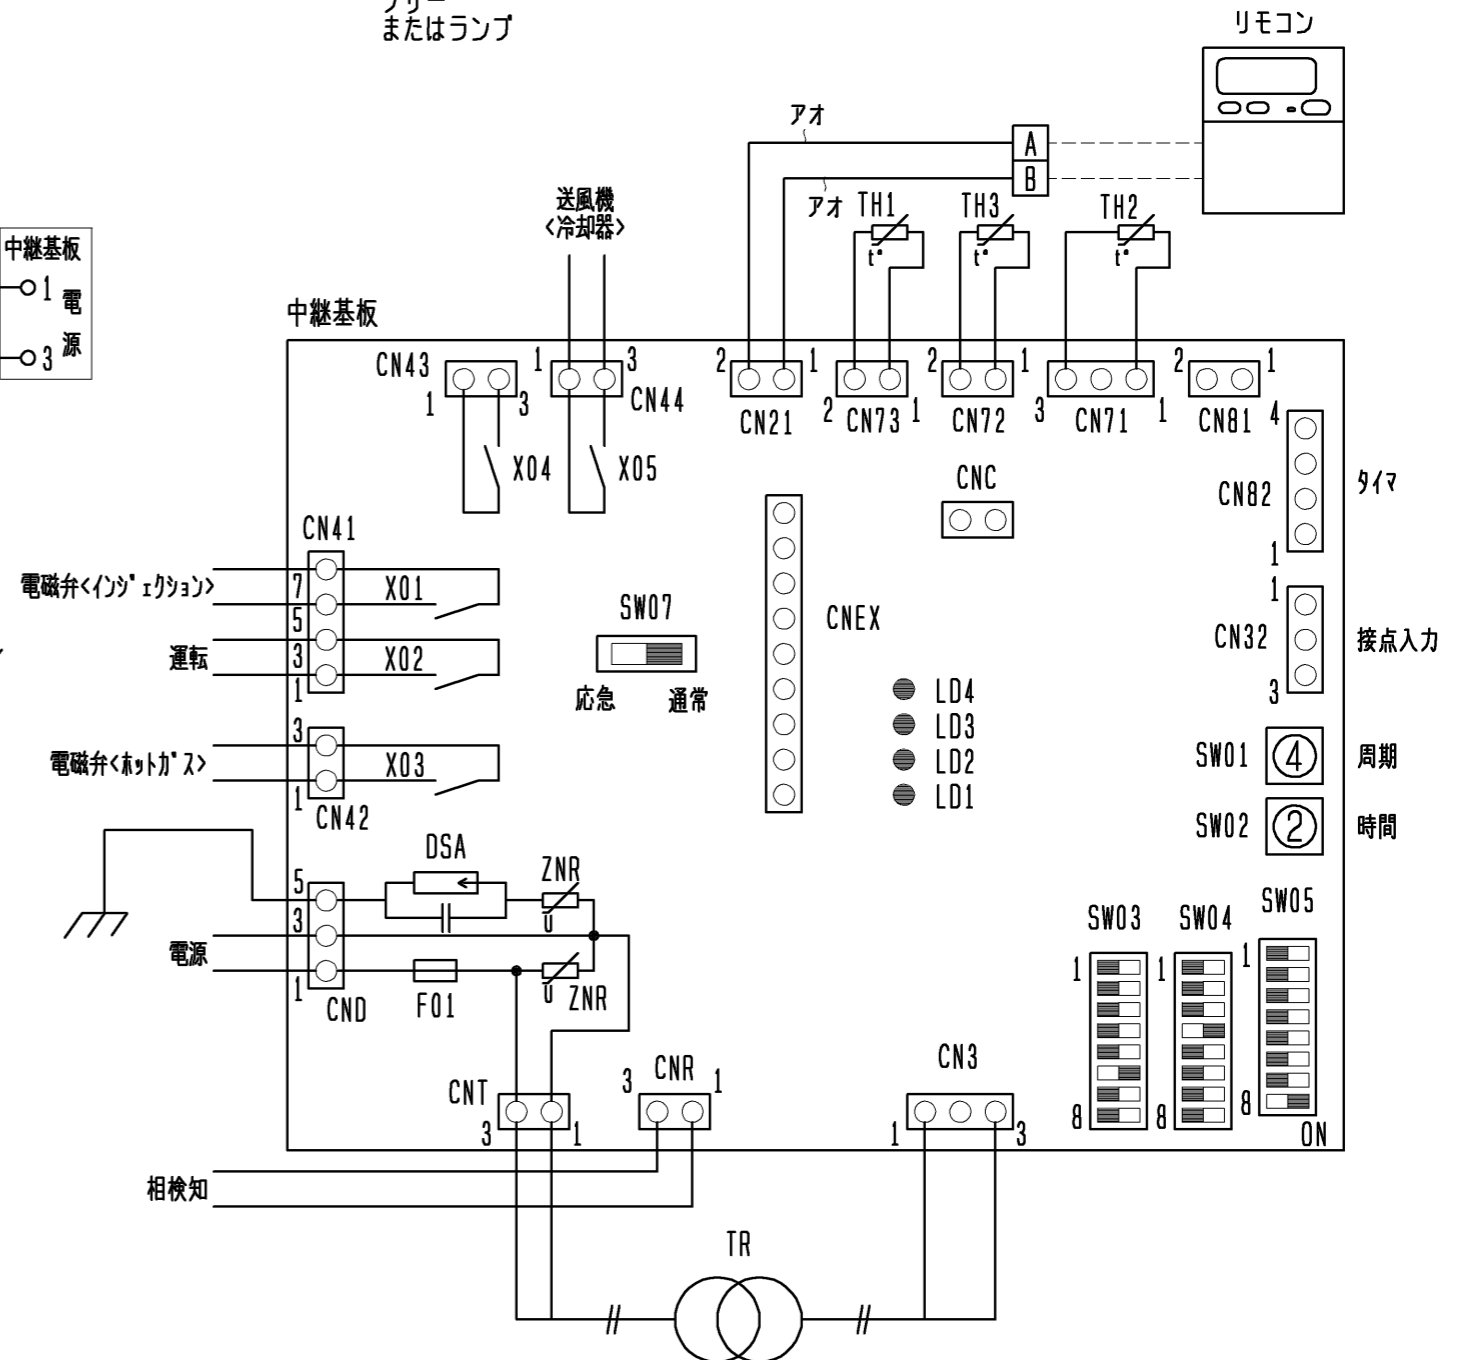 またはランプ
リモコン
アオ
A
B
アオ
送風機
<冷却器>
TH1
TH3
TH2
t°
t°
t°
中継基板
1 電
3 源
中継基板
CN43
1
3
1
3
CN44
2
1
CN21
2
1
CN73
2
1
CN72
3
1
CN71
2
1
CN81
X04
X05
CNC
4
CN82
1
タイマ
CN41
電磁弁<インジェクション>
7
X01
5
運転
3
X02
1
SW07
応急
通常
CNEX
1
CN32
接点入力
3
LD4
LD3
LD2
LD1
3
電磁弁<ホットガス>
X03
1
CN42
SW01
4
周期
SW02
2
時間
DSA
ZNR
U
5
3
電源
1
CND
F01
U
ZNR
SW03
SW04
SW05
1
1
1
8
8
8
ON
CNT
3
1
3
CNR
1
CN3
1
3
相検知
TR